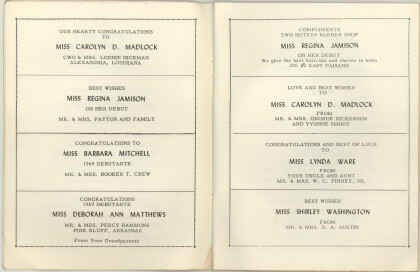 OUR HEARTY CONGRATULATIONS
TO
MISS CAROLYN D. MADLOCK
CWO & MRS. LONNIE HICKMAN
ALEXANDRIA, LOUISIANA
BEST WISHES
MISS REGINA JAMISON
ON HER DEBUT
MR. & MRS. PATTON AND FAMILY
CONGRATULATIONS TO
MISS BARBARA MITCHELL
1969 DEBUTANTE
MR. & MRS. BOOKER T. CREW
CONGRATULATIONS
1969 DEBUTANTE
MISS DEBORAH ANN MATTHEWS
MR. & MRS. PERCY HAMMONS
PINE BLUFF, ARKANSAS
From Your Grandparents
COMPLIMENTS
TWO SISTERS BARBER SHOP
MISS REGINA JAMISON
ON HER DEBUT
We give the best haircuts and shaves in town
206 ½ EAST PAISANO
LOVE AND BEST WISHES
TO
MISS CAROLYN D. MADLOCK
FROM
MR. & MRS. GEORGE DICKERSON
AND YVONNE SMOOT
CONGRATULATIONS AND BEST OF LUCK
TO
MISS LYNDA WARE
FROM
YOUR UNCLE AND AUNT
MR. & MRS. W. C. FINNEY, SR.
BEST WISHES
MISS SHIRLEY WASHINGTON
FROM
MR. & MRS. D. A. AUSTIN